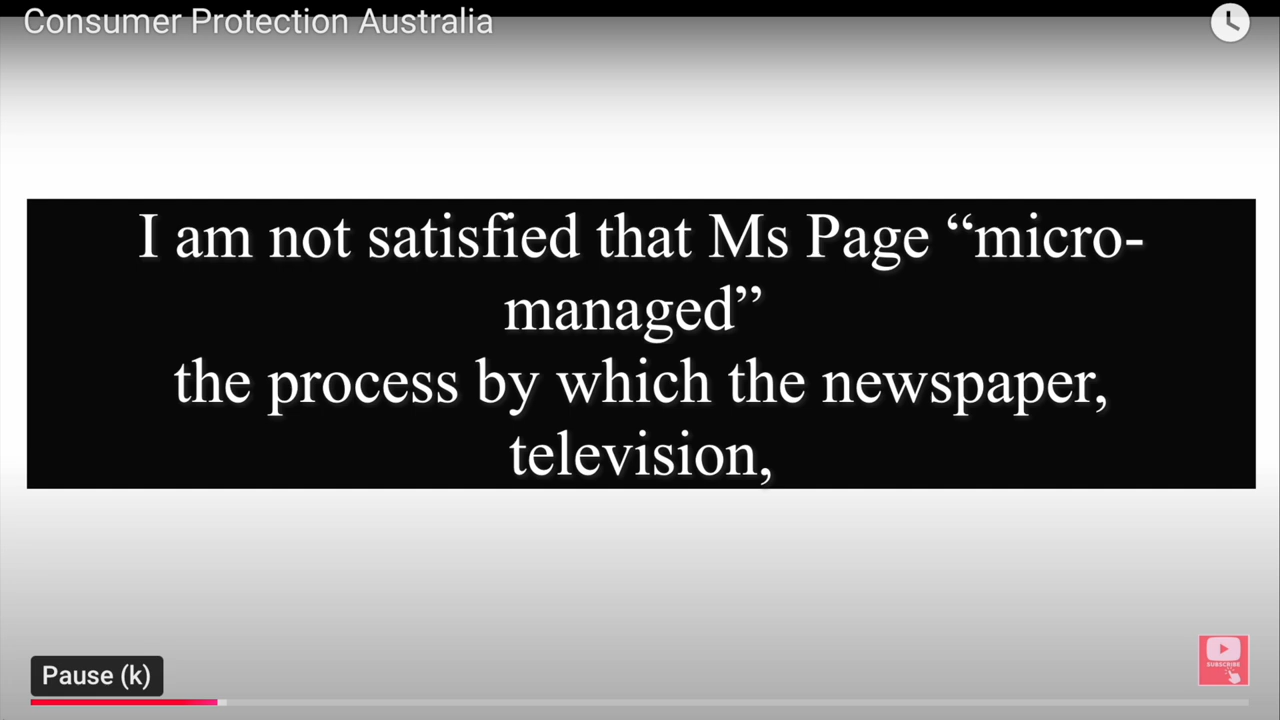 Consumer Protection Australia
I am not satisfied that Ms Page “micro-
managed”
the process by which the newspaper,
television,
SUBSCRIBE
Pause (k)